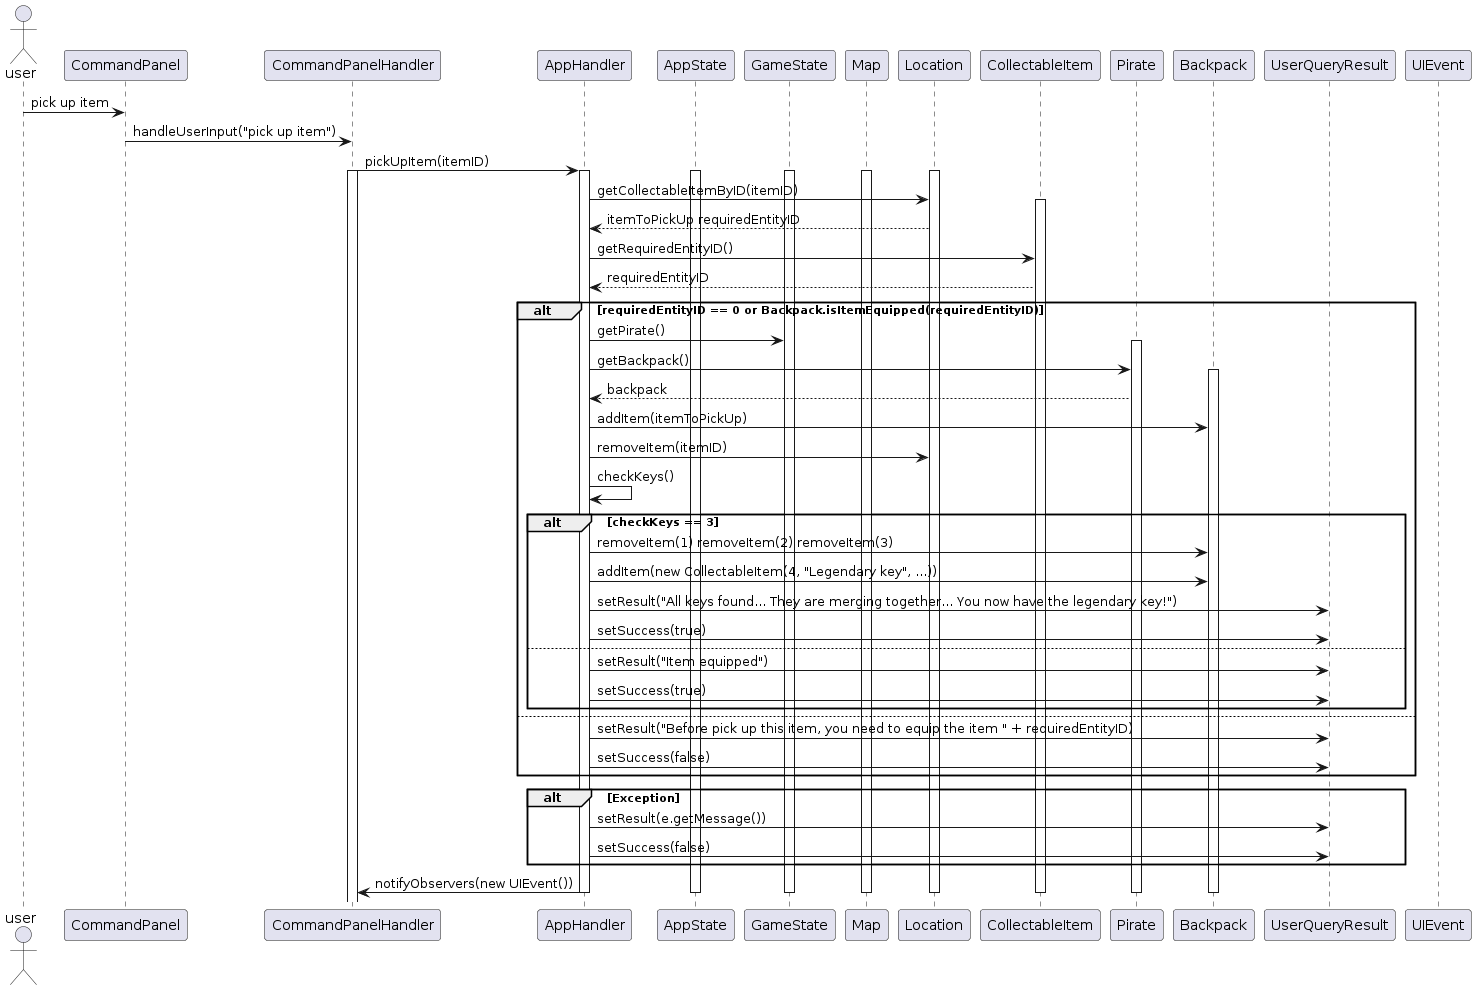 user
CommandPanel
CommandPanelHandler
AppHandler
AppState
GameState
Map
Location
CollectableItem
Pirate
Backpack
UserQueryResult
UIEvent
pick up item
handleUserInput("pick up item")
pickUpItem(itemID)
getCollectableItemByID(itemID)
itemToPickUp requiredEntityID
getRequiredEntityID()
requiredEntityID
alt [requiredEntityID == 0 or Backpack.isItemEquipped(requiredEntityID)]
getPirate()
getBackpack()
backpack
addItem(itemToPickUp)
removeItem(itemID)
checkKeys()
alt [checkKeys == 3]
removeItem(1) removeItem(2) removeItem(3)
addItem(new CollectableItem(4, "Legendary key", ...))
setResult("All keys found... They are merging together... You now have the legendary key!")
setSuccess(true)
setResult("Item equipped")
setSuccess(true)
setResult("Before pick up this item, you need to equip the item " + requiredEntityID)
setSuccess(false)
alt [Exception]
setResult(e.getMessage())
setSuccess(false)
notifyObservers(new UIEvent())
user
CommandPanel
CommandPanelHandler
AppHandler
AppState
GameState
Map
Location
CollectableItem
Pirate
Backpack
UserQueryResult
UIEvent